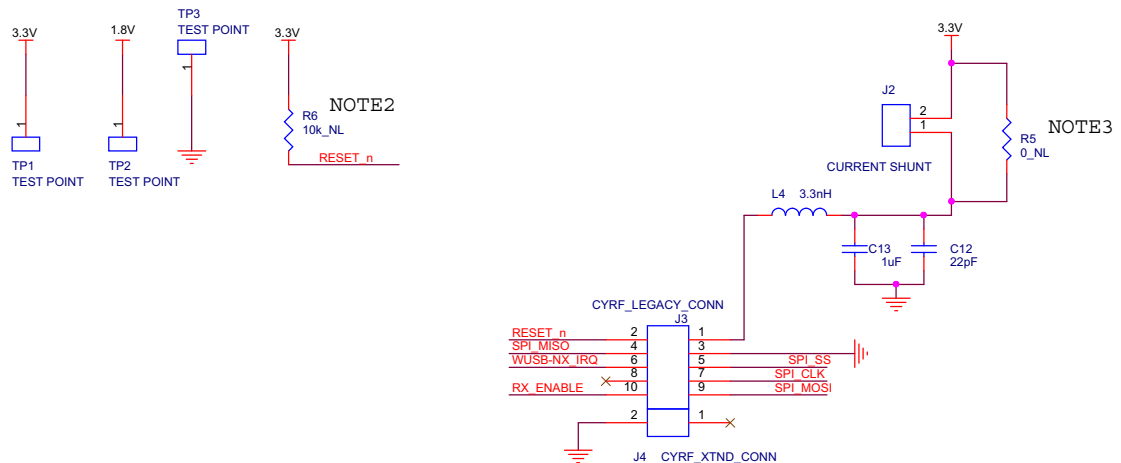 TP3
TEST POINT
3.3V
1.8V
3.3V
1
1
1
TP1
TEST POINT
TP2
TEST POINT
R6
10k_NL
NOTE2
RESET_n
3.3V
J2
2
1
CURRENT SHUNT
R5
0_NL
NOTE3
L4 3.3nH
C13
1uF
C12
22pF
CYRF_LEGACY_CONN
J3
RESET_n 2 1
SPI_MISO 4 3
WUSB-NX_IRQ 6 5 SPI_SS
8 7 SPI_CLK
RX_ENABLE 10 9 SPI_MOSI
2 1
J4 CYRF_XTND_CONN